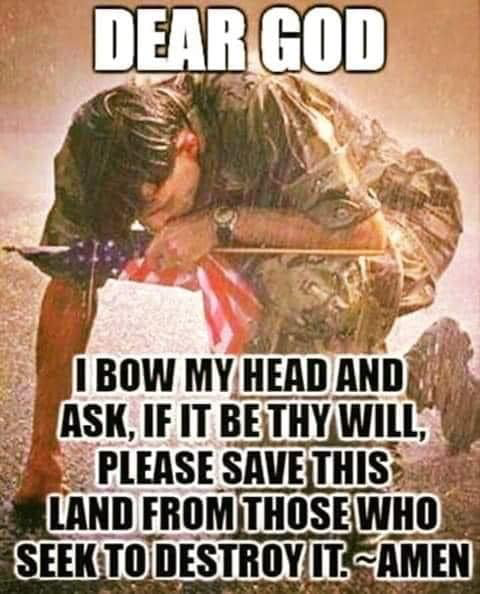 DEAR GOD
I BOW MY HEAD AND
ASK, IF IT BE THY WILL,
PLEASE SAVE THIS
LAND FROM THOSE WHO
SEEK TO DESTROY IT. ~AMEN